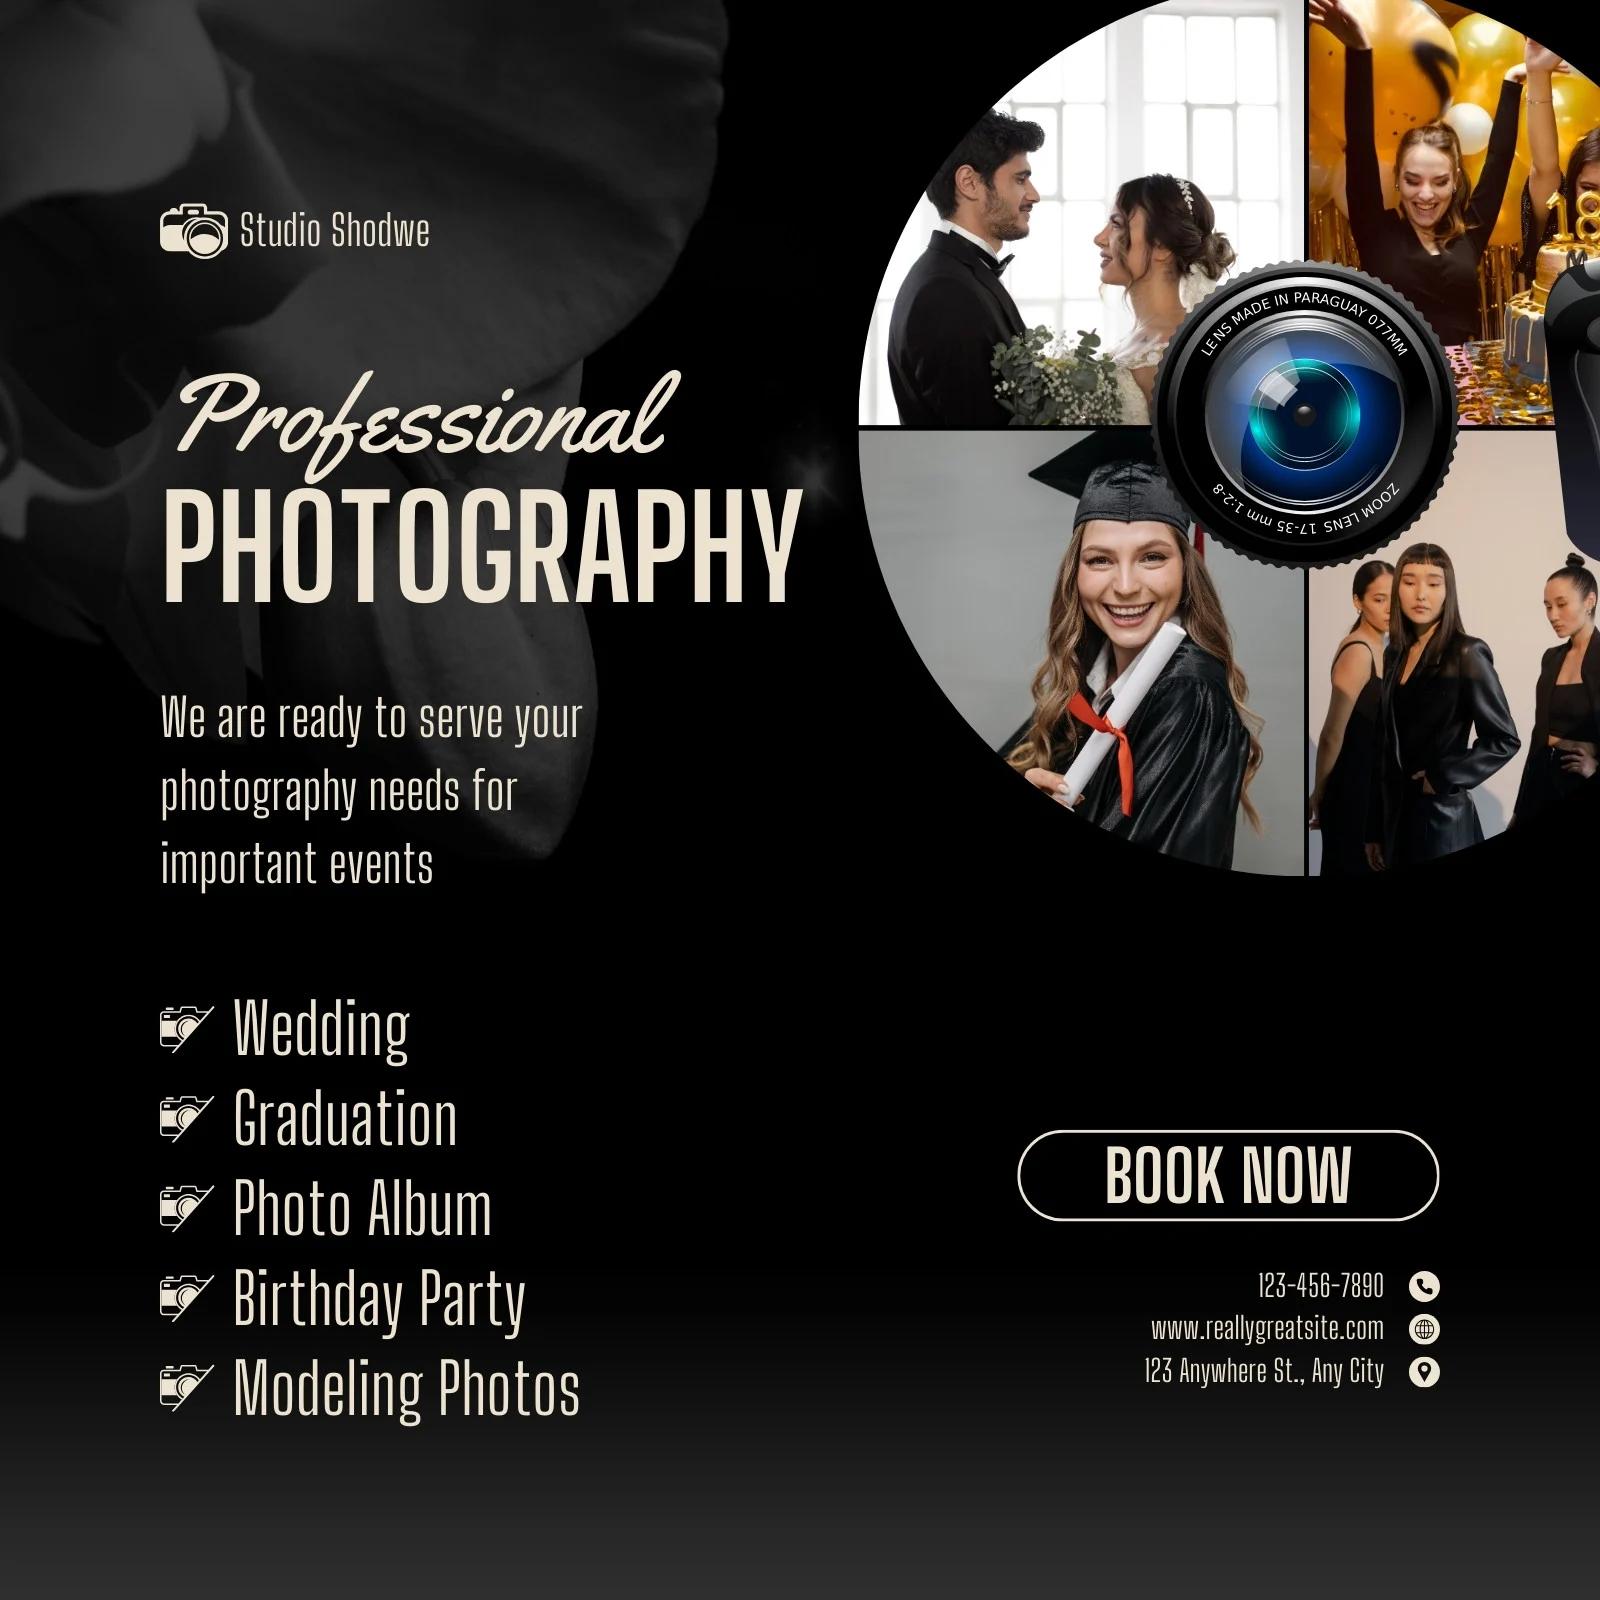 Studio Shodwe
Professional
PHOTOGRAPHY
We are ready to serve your
photography needs for
important events
Wedding
Graduation
Photo Album
Birthday Party
Modeling Photos
LENS MADE IN PARAGUAY 077MM
ZOOM LENS 17-35 mm 1:2-8
18
M
BOOK NOW
123-456-7890
www.reallygreatsite.com
123 Anywhere St., Any City